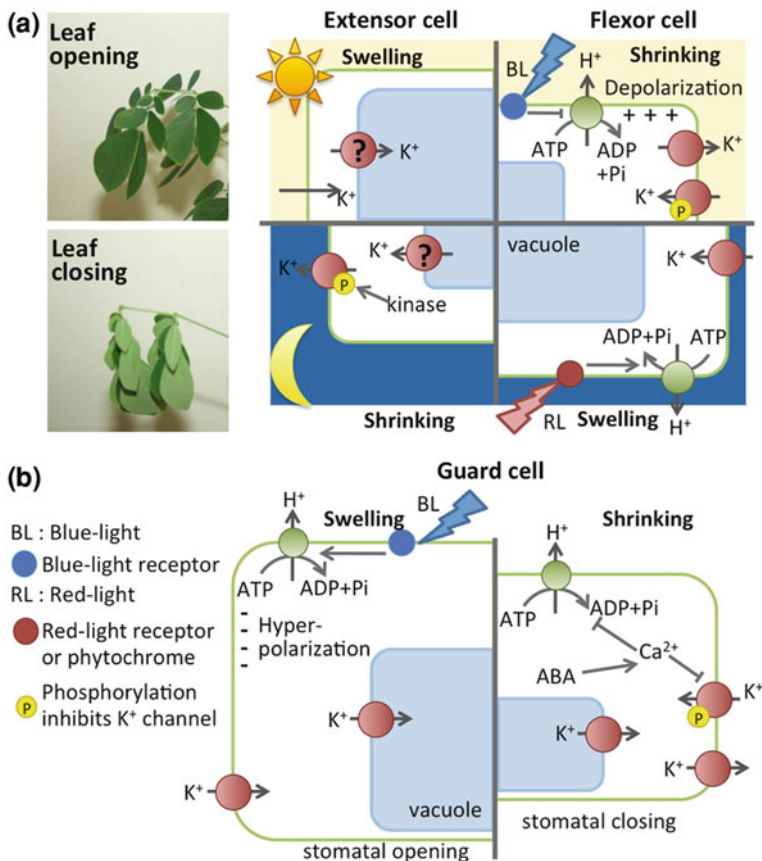 (a)
Leaf
opening
Leaf
closing
Extensor cell
Flexor cell
Swelling
?
K⁺
K⁺
BL
H⁺
Shrinking
Depolarization
+ + +
ATP
ADP
+Pi
K⁺
K⁺
P
K⁺
K⁺
?
P
kinase
Shrinking
vacuole
K⁺
ADP+Pi
ATP
RL
Swelling
H⁺
(b)
Guard cell
BL : Blue-light
Blue-light receptor
RL : Red-light
Red-light receptor
or phytochrome
P
Phosphorylation
inhibits K⁺ channel
H⁺
Swelling
BL
ATP
ADP+Pi
- Hyper-
- polarization
-
-
K⁺
K⁺
vacuole
stomatal opening
Shrinking
H⁺
ATP
ADP+Pi
Ca²⁺
ABA
K⁺
P
K⁺
K⁺
stomatal closing